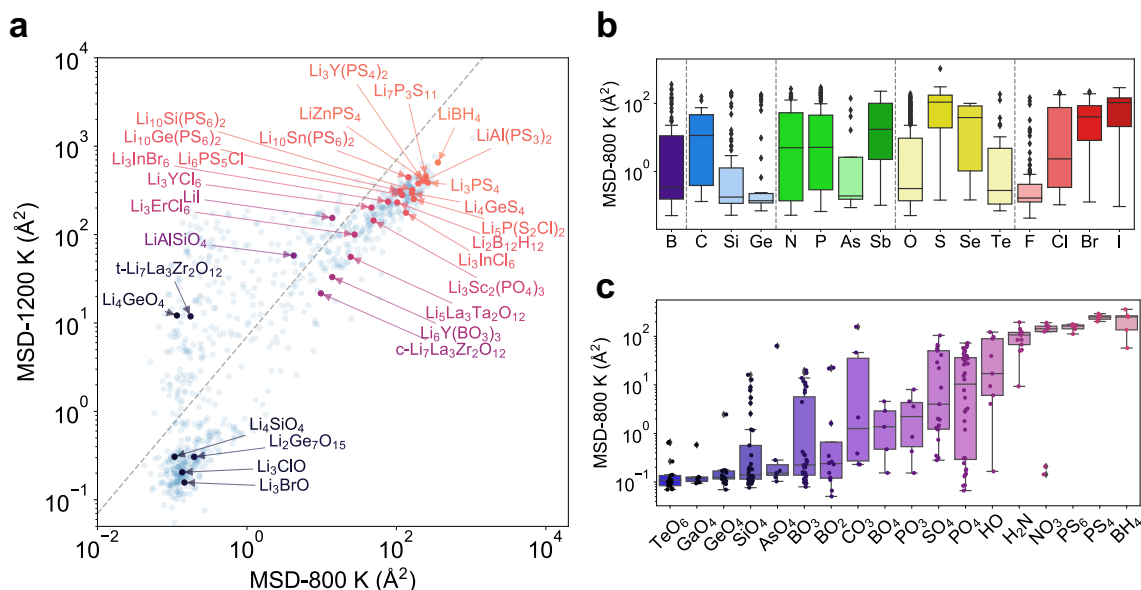 a
MSD-1200 K (Å²)
10⁴
10³
10²
10¹
10⁰
10⁻¹
10⁻²
10⁰
10²
10⁴
MSD-800 K (Å²)
Li₃Y(PS₄)₂
Li₇P₃S₁₁
LiZnPS₄
LiBH₄
Li₁₀Si(PS₆)₂
Li₁₀Ge(PS₆)₂
Li₁₀Sn(PS₆)₂
LiAl(PS₃)₂
Li₃InBr₆
Li₆PS₅Cl
Li₃YCl₆
LiI
Li₃ErCl₆
LiAlSiO₄
t-Li₇La₃Zr₂O₁₂
Li₄GeO₄
Li₃PS₄
Li₄GeS₄
Li₅P(S₂Cl)₂
Li₂B₁₂H₁₂
Li₃InCl₆
Li₃Sc₂(PO₄)₃
Li₅La₃Ta₂O₁₂
Li₆Y(BO₃)₃
c-Li₇La₃Zr₂O₁₂
Li₄SiO₄
Li₂Ge₇O₁₅
Li₃ClO
Li₃BrO
b
MSD-800 K (Å²)
10²
10⁰
B C Si Ge N P As Sb O S Se Te F Cl Br I
c
MSD-800 K (Å²)
10³
10²
10¹
10⁰
10⁻¹
TeO₆ GaO₄ GeO₄ SiO₄ AsO₄ BO₃ BO₂ CO₃ BO₄ PO₃ SO₄ PO₄ HO H₂N NO₃ PS₆ PS₄ BH₄